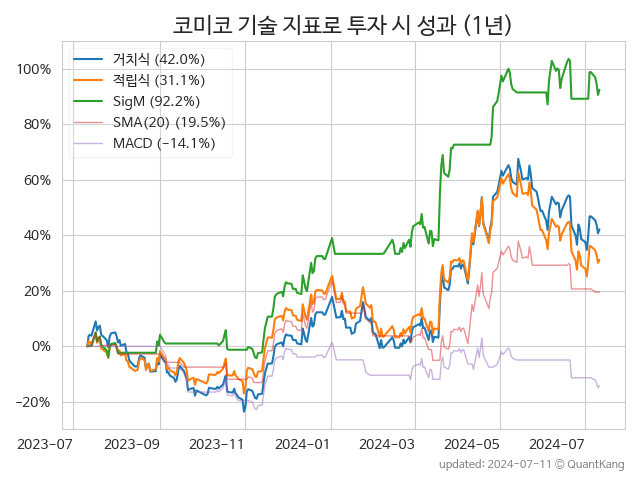 코미코 기술 지표로 투자 시 성과 (1년)
거치식 (42.0%)
적립식 (31.1%)
SigM (92.2%)
SMA(20) (19.5%)
MACD (−14.1%)
100%
80%
60%
40%
20%
0%
−20%
2023-07 2023-09 2023-11 2024-01 2024-03 2024-05 2024-07
updated: 2024-07-11 © QuantKang